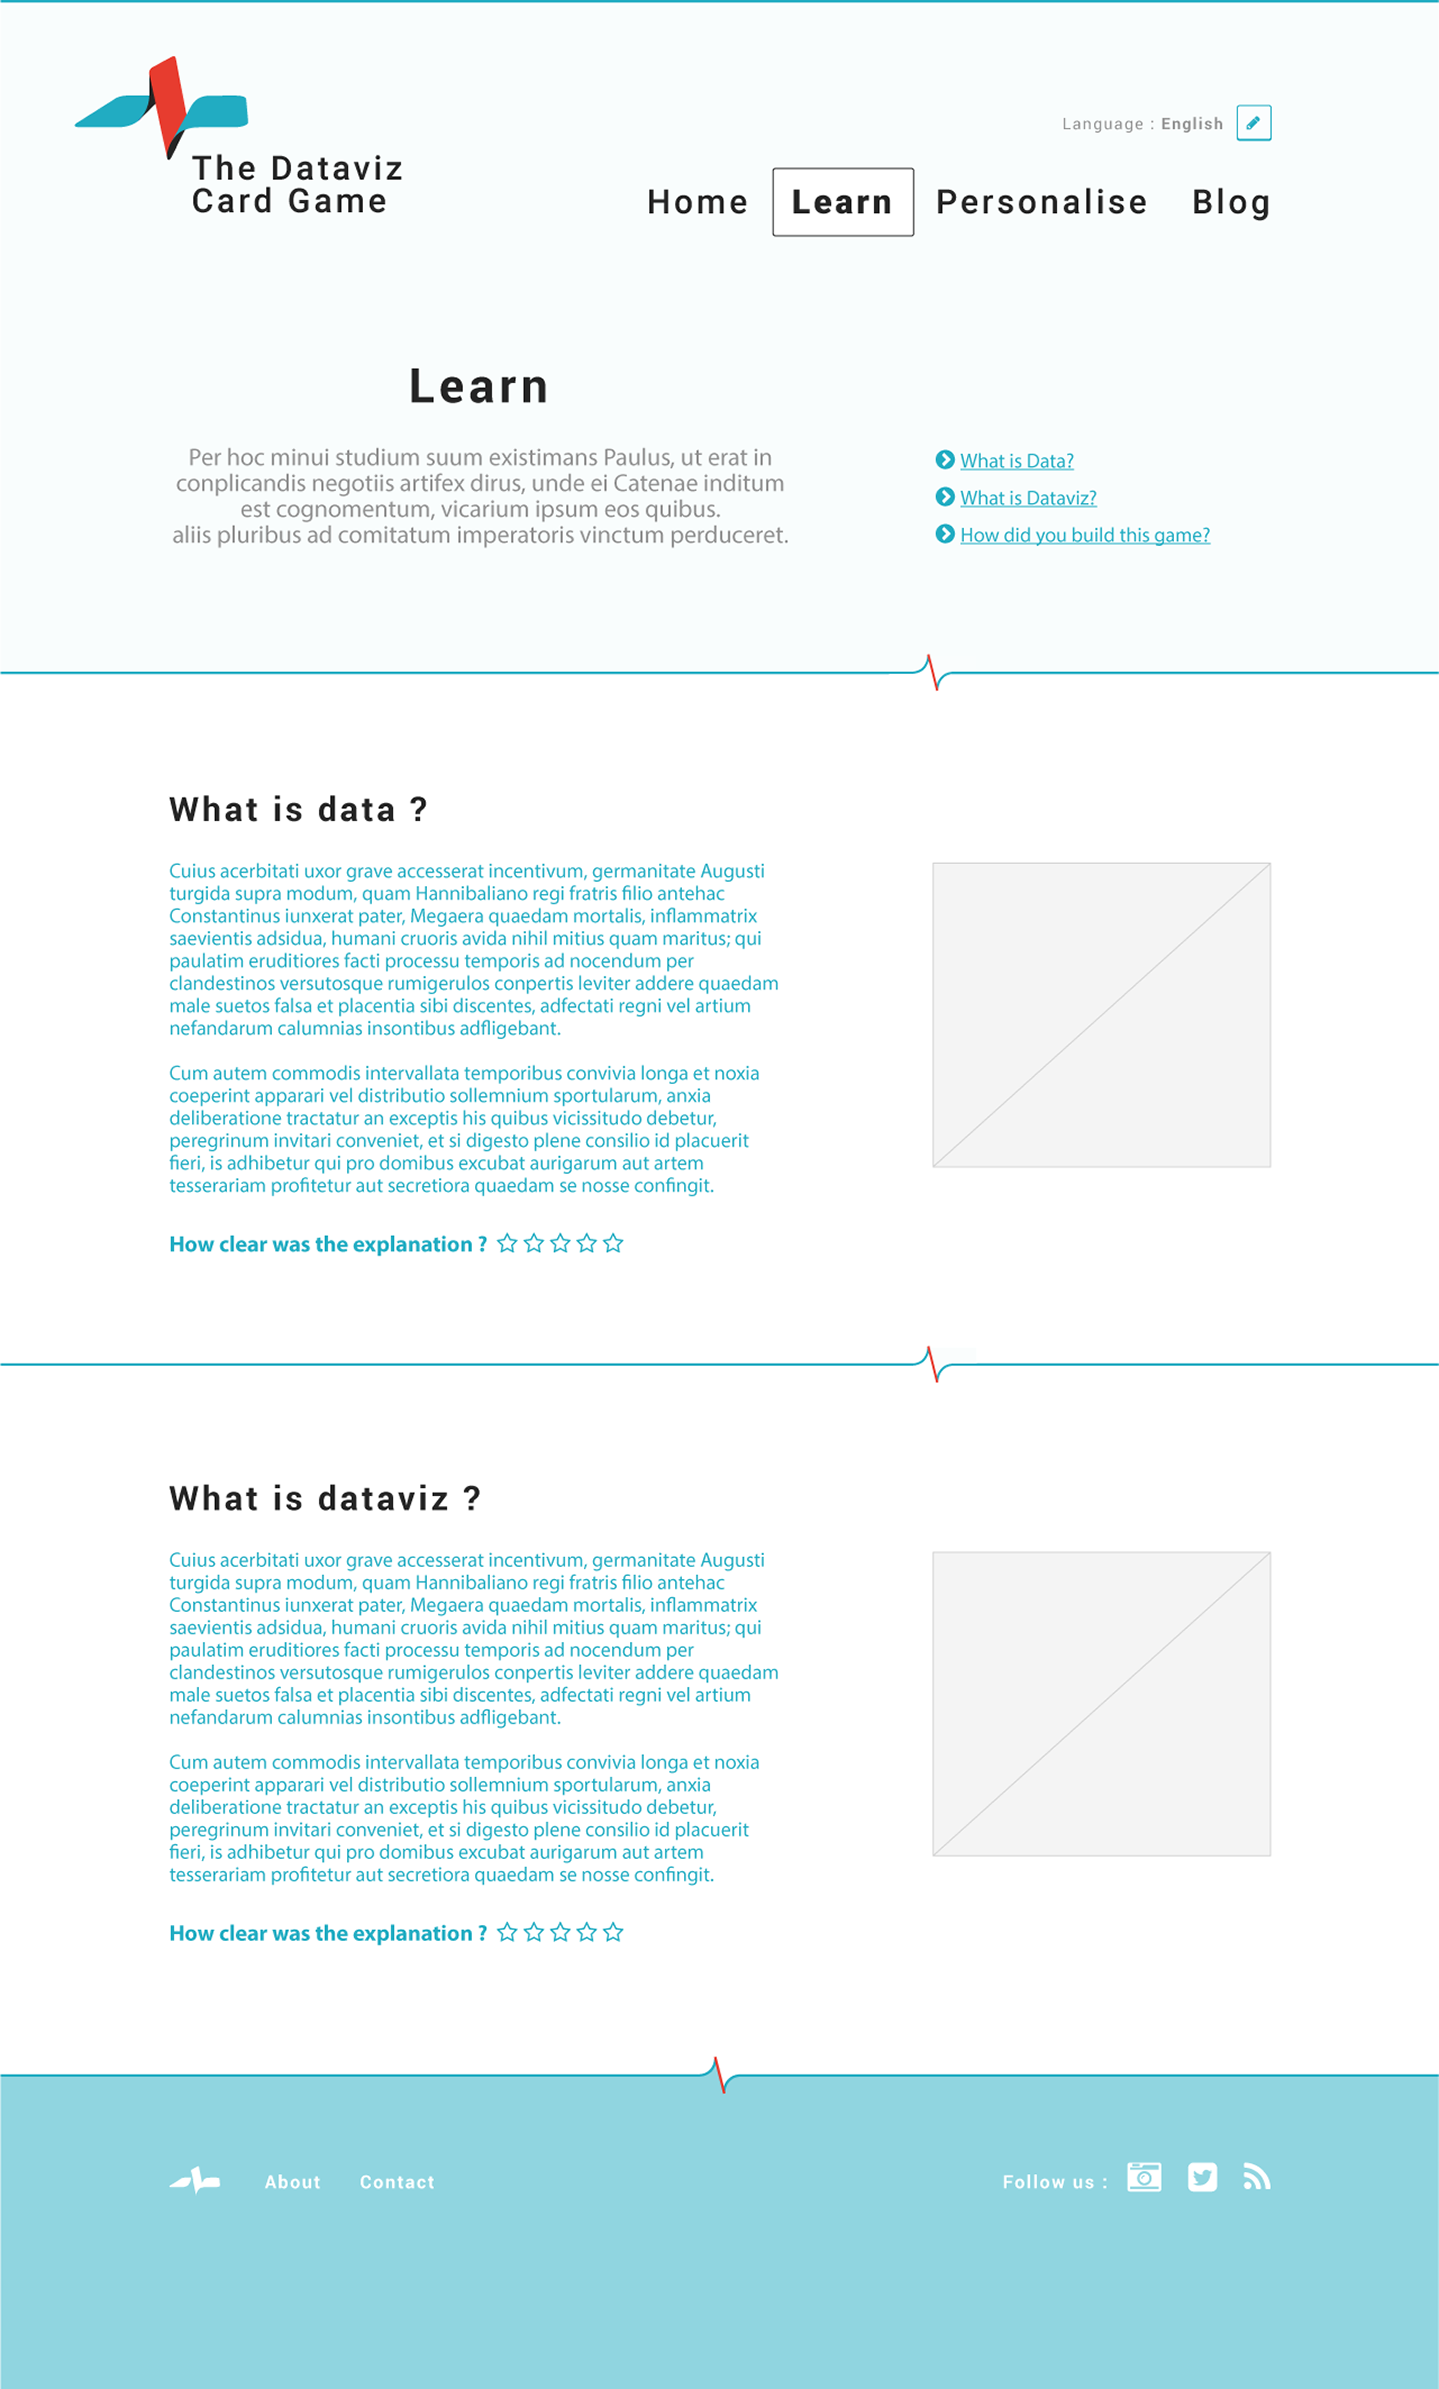 The Dataviz
Card Game
Language : English
Home
Learn
Personalise
Blog
Learn
Per hoc minui studium suum existimans Paulus, ut erat in
conplicandis negotiis artifex dirus, unde ei Catenae inditum
est cognomentum, vicarium ipsum eos quibus.
aliis pluribus ad comitatum imperatoris vinctum perduceret.
What is Data?
What is Dataviz?
How did you build this game?
What is data ?
Cuius acerbitati uxor grave accesserat incentivum, germanitate Augusti
turgida supra modum, quam Hannibaliano regi fratris filio antehac
Constantinus iunxerat pater, Megaera quaedam mortalis, inflammatrix
saevientis adsidua, humani cruoris avida nihil mitius quam maritus; qui
paulatim eruditiores facti processu temporis ad nocendum per
clandestinos versutosque rumigerulos conpertis leviter addere quaedam
male suetos falsa et placentia sibi discentes, adfectati regni vel artium
nefandarum calumnias insontibus adfligebant.
Cum autem commodis intervallata temporibus convivia longa et noxia
coeperint apparari vel distributio sollemnium sportularum, anxia
deliberatione tractatur an exceptis his quibus vicissitudo debetur,
peregrinum invitari conveniet, et si digesto plene consilio id placuerit
fieri, is adhibetur qui pro domibus excubat aurigarum aut artem
tesserariam profitetur aut secretiora quaedam se nosse confingit.
How clear was the explanation ?
What is dataviz ?
Cuius acerbitati uxor grave accesserat incentivum, germanitate Augusti
turgida supra modum, quam Hannibaliano regi fratris filio antehac
Constantinus iunxerat pater, Megaera quaedam mortalis, inflammatrix
saevientis adsidua, humani cruoris avida nihil mitius quam maritus; qui
paulatim eruditiores facti processu temporis ad nocendum per
clandestinos versutosque rumigerulos conpertis leviter addere quaedam
male suetos falsa et placentia sibi discentes, adfectati regni vel artium
nefandarum calumnias insontibus adfligebant.
Cum autem commodis intervallata temporibus convivia longa et noxia
coeperint apparari vel distributio sollemnium sportularum, anxia
deliberatione tractatur an exceptis his quibus vicissitudo debetur,
peregrinum invitari conveniet, et si digesto plene consilio id placuerit
fieri, is adhibetur qui pro domibus excubat aurigarum aut artem
tesserariam profitetur aut secretiora quaedam se nosse confingit.
How clear was the explanation ?
About
Contact
Follow us :